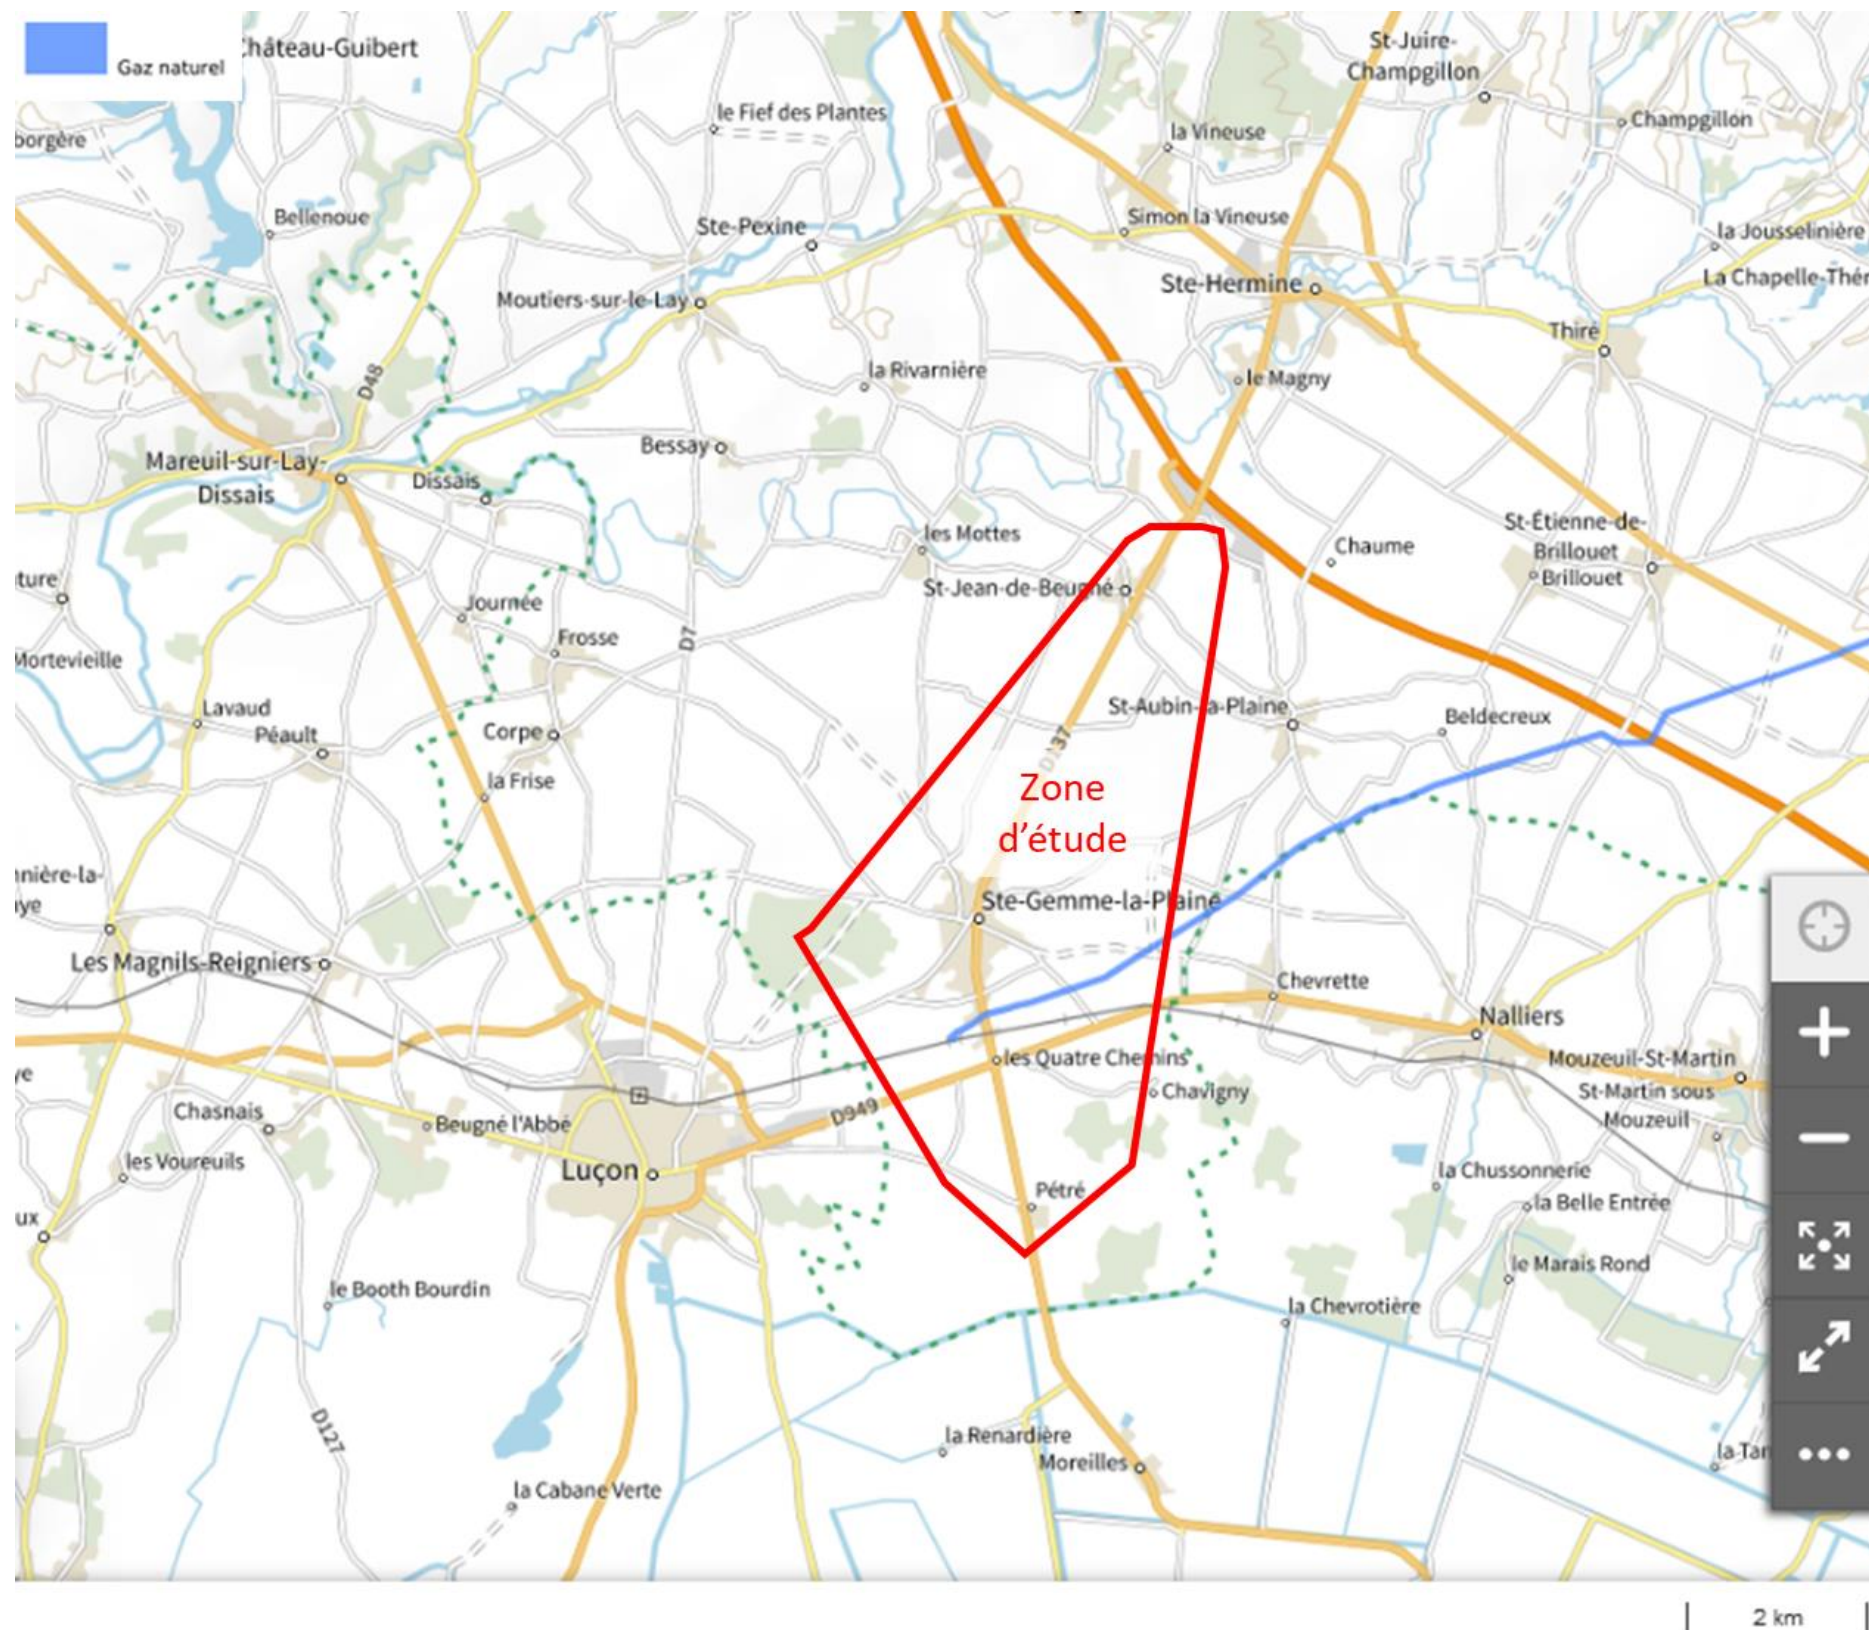 Château-Guibert
Gaz naturel
St-Juire-
Champgillon
le Fief des Plantes
Champgillon
la Vineuse
borgère
Bellenoue
Ste-Pexine
Simon la Vineuse
la Jousselinière
Ste-Hermine
La Chapelle-Thér
Moutiers-sur-le-Lay
Thiré
la Rivarnière
le Magny
D48
Bessay
Mareuil-sur-Lay-
Dissais
Dissais
les Mottes
St-Étienne-de-
Brillouet
Brillouet
Chaume
ture
St-Jean-de-Beugné
Journée
Frosse
D7
Mortevieille
Lavaud
St-Aubin-la-Plaine
Beldecreux
Péault
Corpe
D137
la Frise
Zone
d'étude
nnière-la-
aye
Ste-Gemme-la-Plaine
Les Magnils-Reigniers
Chevrette
Nalliers
les Quatre Chemins
Mouzeuil-St-Martin
ye
Chavigny
St-Martin sous
Mouzeuil
Chasnais
Beugné l'Abbé
D949
les Voureuils
Luçon
la Chussonnerie
Pétré
la Belle Entrée
ux
le Marais Rond
le Booth Bourdin
la Chevrotière
D127
la Renardière
Moreilles
la Tar
la Cabane Verte
2 km